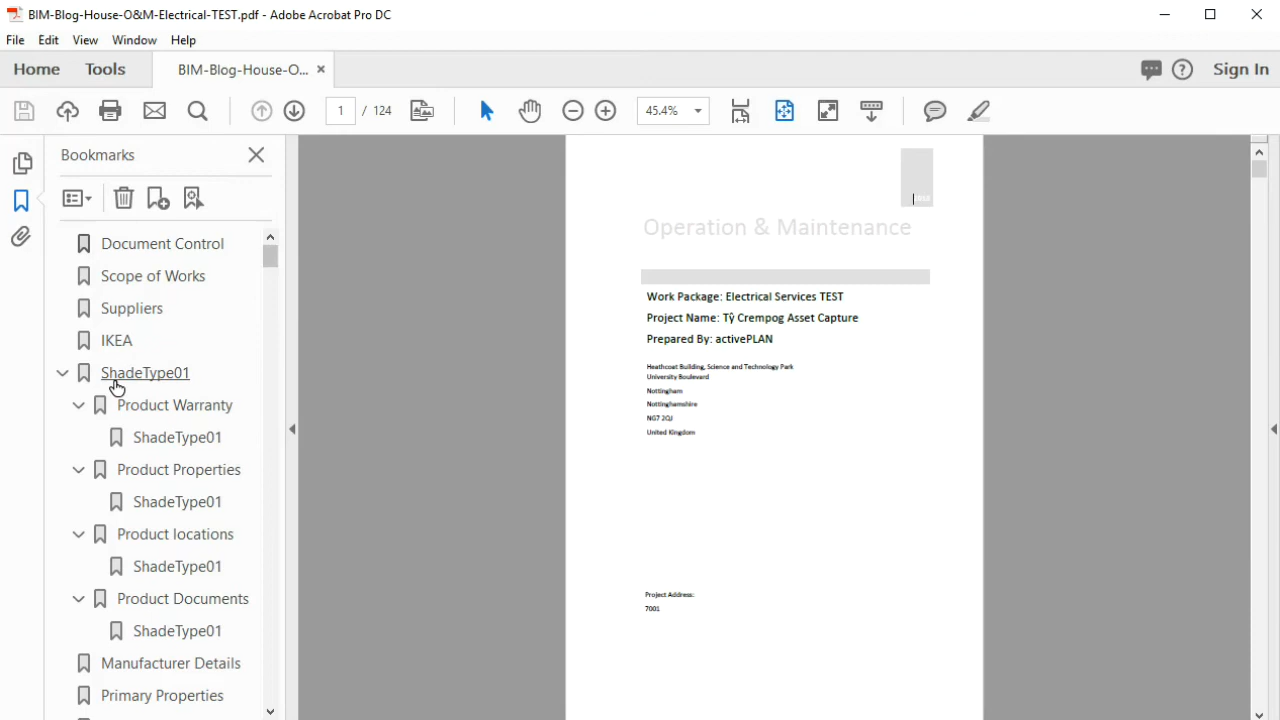 BIM-Blog-House-O&M-Electrical-TEST.pdf - Adobe Acrobat Pro DC
File Edit View Window Help
Home Tools BIM-Blog-House-O... × Sign In
1 / 124 45.4%
Bookmarks
Document Control
Scope of Works
Suppliers
IKEA
ShadeType01
Product Warranty
ShadeType01
Product Properties
ShadeType01
Product locations
ShadeType01
Product Documents
ShadeType01
Manufacturer Details
Primary Properties
Operation & Maintenance
Work Package: Electrical Services TEST
Project Name: Tŷ Crempog Asset Capture
Prepared By: activePLAN
Heathcoat Building, Science and Technology Park
University Boulevard
Nottingham
Nottinghamshire
NG7 2QJ
United Kingdom
Project Address:
7001